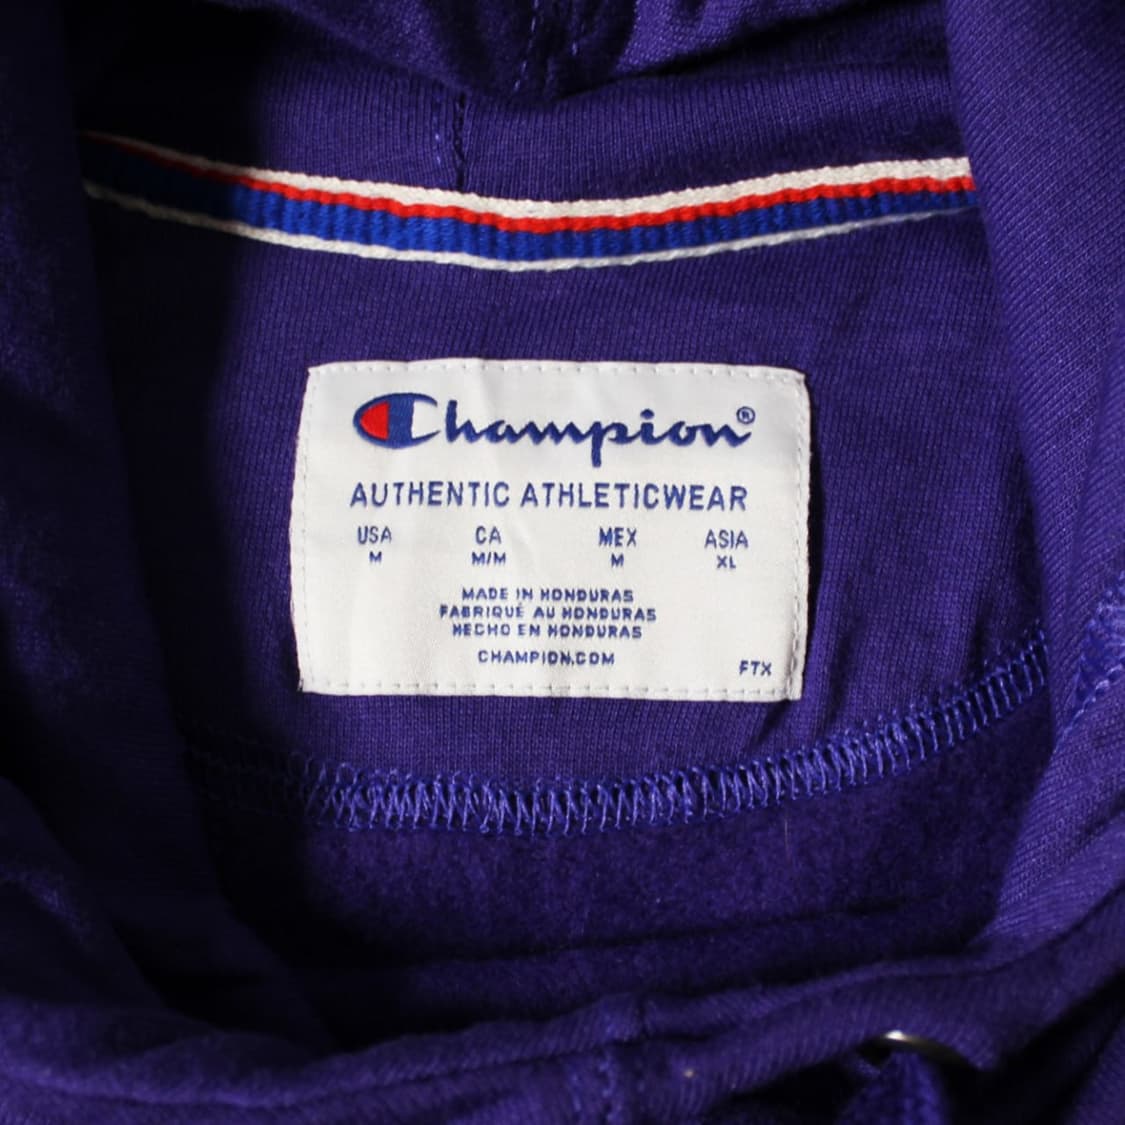 Champion®
AUTHENTIC ATHLETICWEAR
USA CA MEX ASIA
M M/M M XL
MADE IN HONDURAS
FABRIQUÉ AU HONDURAS
HECHO EN HONDURAS
CHAMPION.COM
FTX